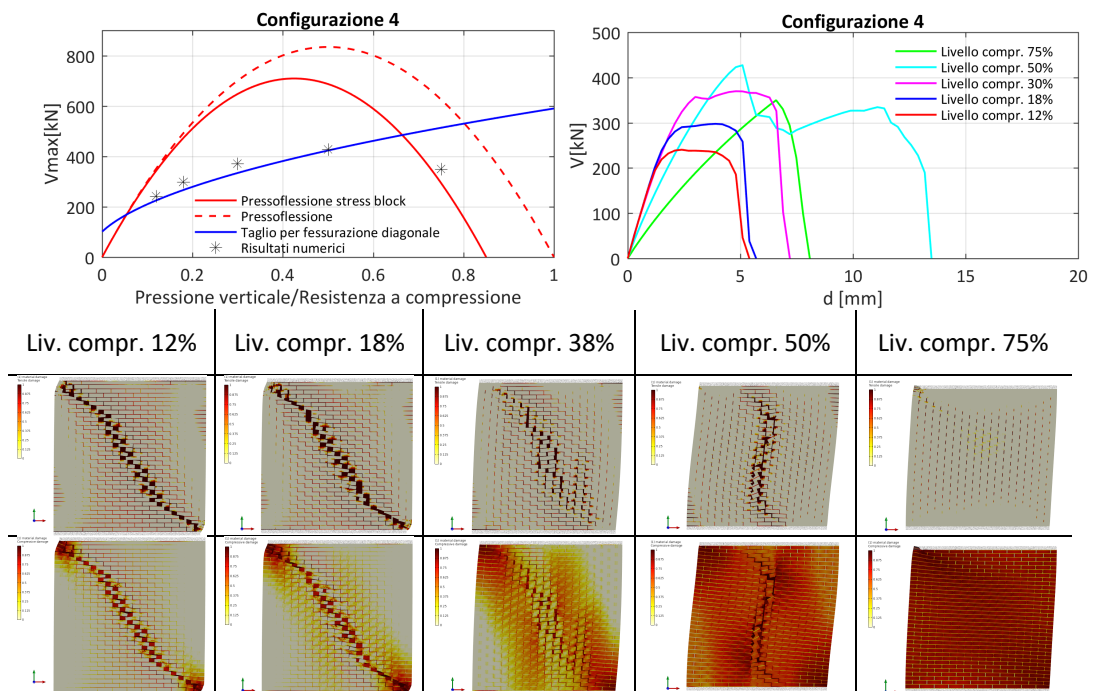 Configurazione 4
Vmax[kN]
800
600
400
200
0
Pressoflessione stress block
Pressoflessione
Taglio per fessurazione diagonale
Risultati numerici
0 0.2 0.4 0.6 0.8 1
Pressione verticale/Resistenza a compressione
Configurazione 4
V[kN]
500
400
300
200
100
0
Livello compr. 75%
Livello compr. 50%
Livello compr. 30%
Livello compr. 18%
Livello compr. 12%
0 5 10 15 20
d [mm]
Liv. compr. 12% Liv. compr. 18% Liv. compr. 38% Liv. compr. 50% Liv. compr. 75%